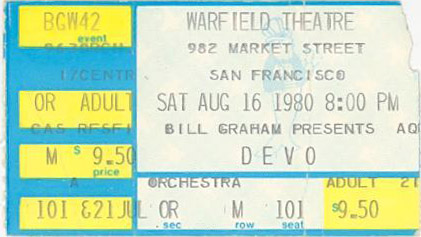 BGW42 WARFIELD THEATRE
event
982 MARKET STREET
17CENTR SAN FRANCISCO
OR ADULT SAT AUG 16 1980 8:00 PM
BILL GRAHAM PRESENTS
M $ 9.50 DEVO
price
A ORCHESTRA ADULT 21
101 &21JUL OR M 101 $9.50
sec row seat